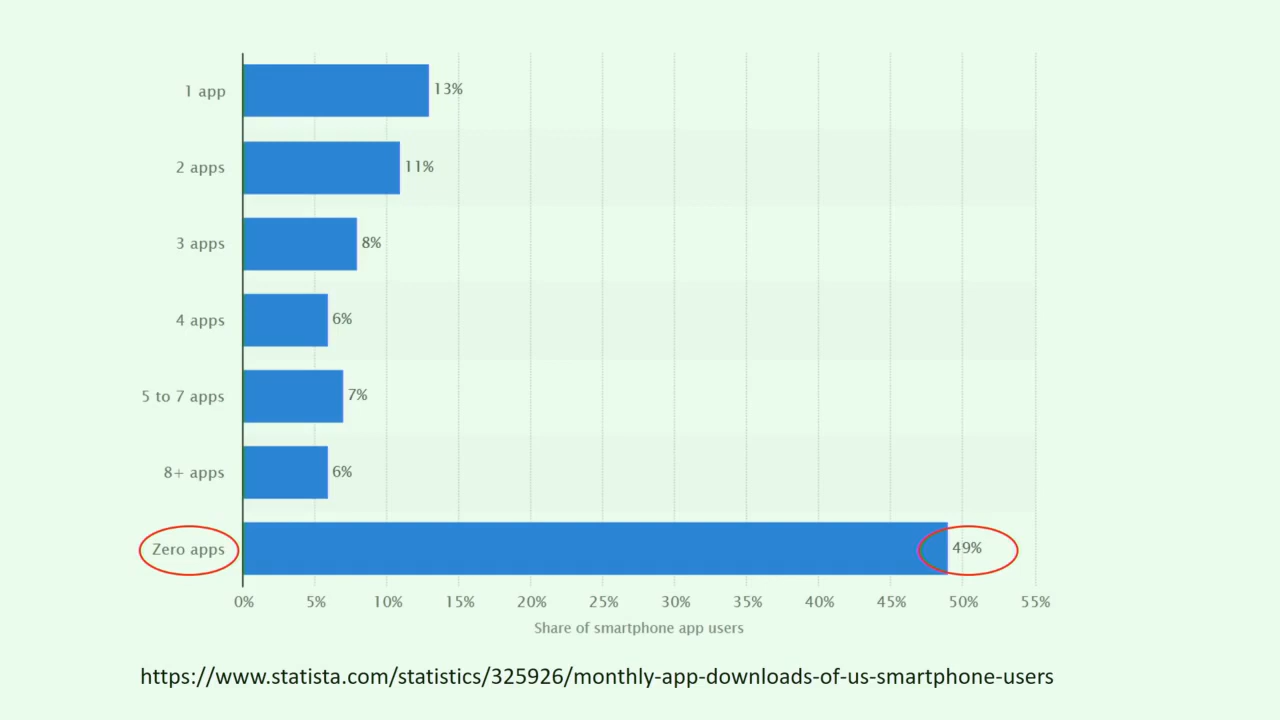 1 app 13%
2 apps 11%
3 apps 8%
4 apps 6%
5 to 7 apps 7%
8+ apps 6%
Zero apps 49%
0% 5% 10% 15% 20% 25% 30% 35% 40% 45% 50% 55%
Share of smartphone app users
https://www.statista.com/statistics/325926/monthly-app-downloads-of-us-smartphone-users